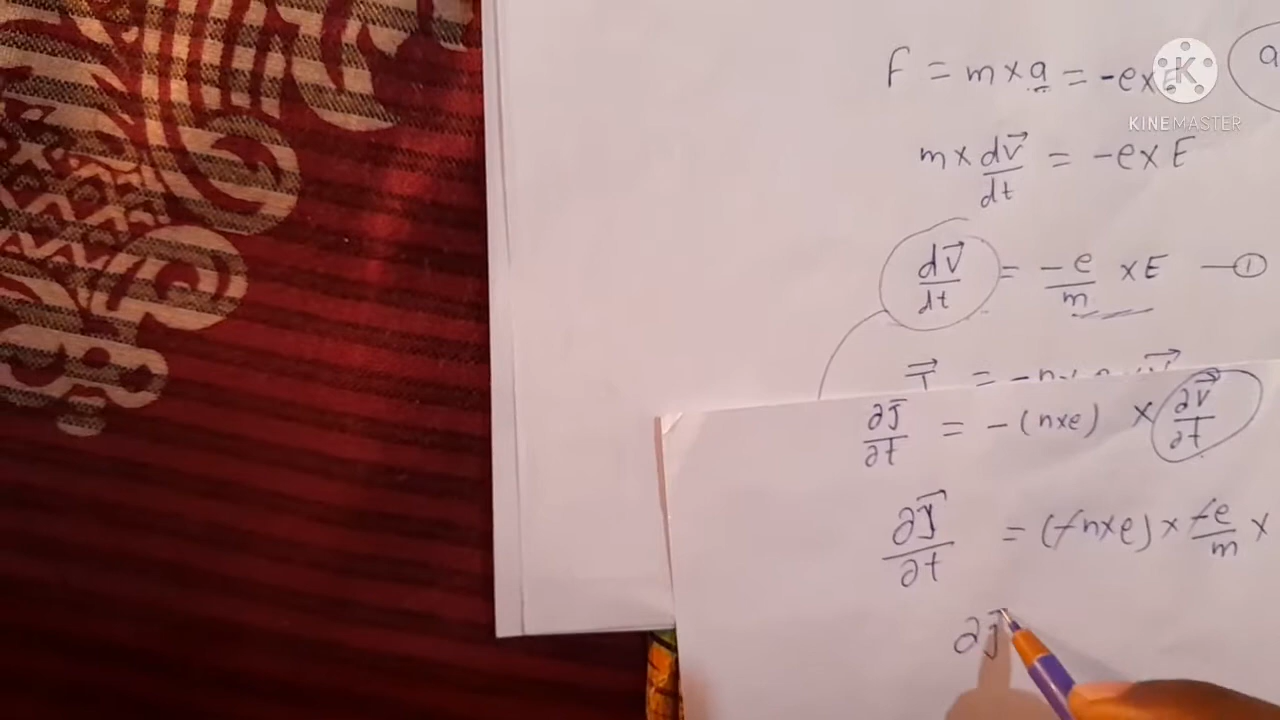 F = m × a = -e × E
a
K
KINEMASTER
m × dv⃗/dt = -e × E
dv⃗/dt = -e/m × E —①
= -n
∂J̅/∂t = -(n×e) × ∂v⃗/∂t
∂J⃗/∂t = (-n×e) × -e/m ×
∂J⃗